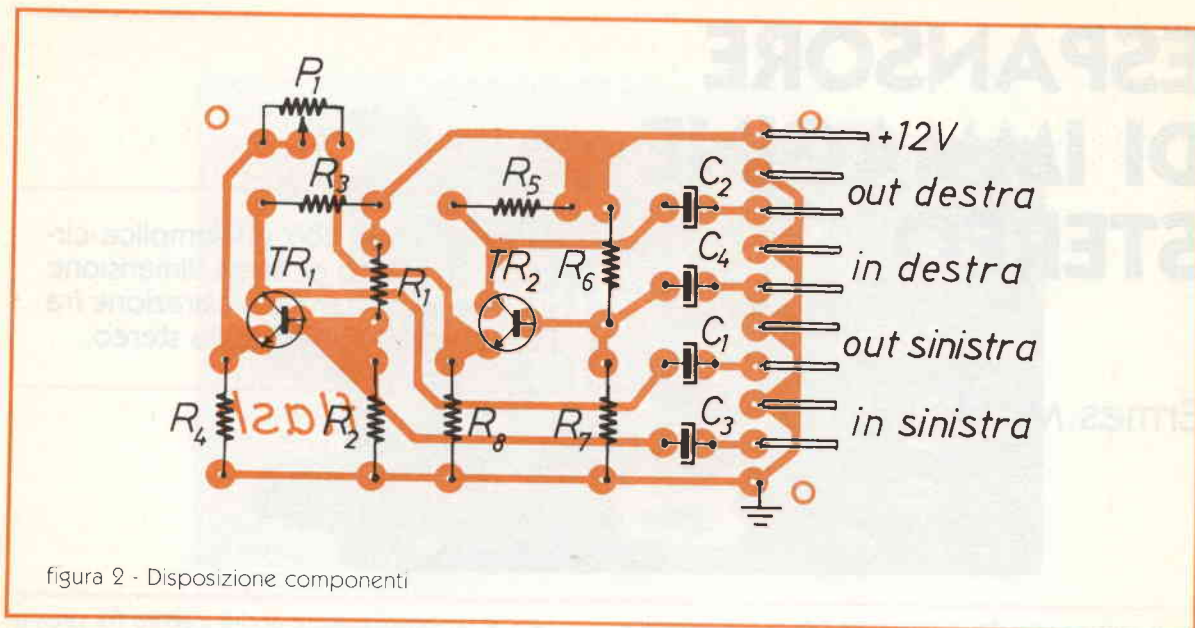 P1
R3
R5
C2
+12V
out destra
TR1
R1
TR2
R6
C4
in destra
C1
out sinistra
R4
flash
R2
R8
R7
C3
in sinistra
figura 2 - Disposizione componenti